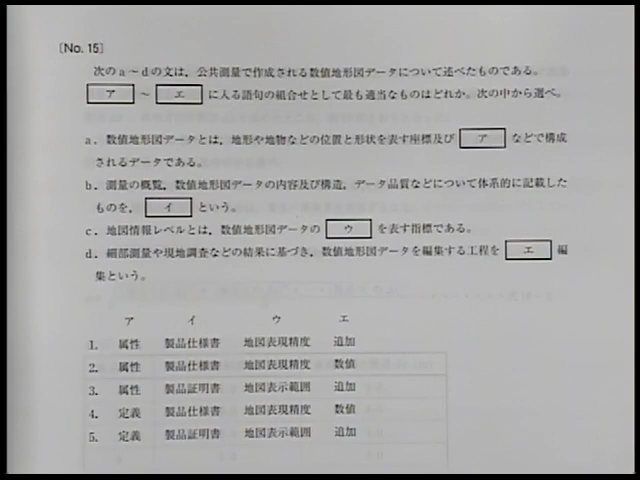 〔No. 15〕
次のａ～ｄの文は，公共測量で作成される数値地形図データについて述べたものである。
ア ～ エ に入る語句の組合せとして最も適当なものはどれか。次の中から選べ。
ａ．数値地形図データとは，地形や地物などの位置と形状を表す座標及び ア などで構成
されるデータである。
ｂ．測量の概覧，数値地形図データの内容及び構造，データ品質などについて体系的に記載した
ものを， イ という。
ｃ．地図情報レベルとは，数値地形図データの ウ を表す指標である。
ｄ．細部測量や現地調査などの結果に基づき，数値地形図データを編集する工程を エ 編
集という。
ア イ ウ エ
1. 属性 製品仕様書 地図表現精度 追加
2. 属性 製品仕様書 地図表現精度 数値
3. 属性 製品証明書 地図表示範囲 追加
4. 定義 製品仕様書 地図表現精度 数値
5. 定義 製品証明書 地図表示範囲 追加